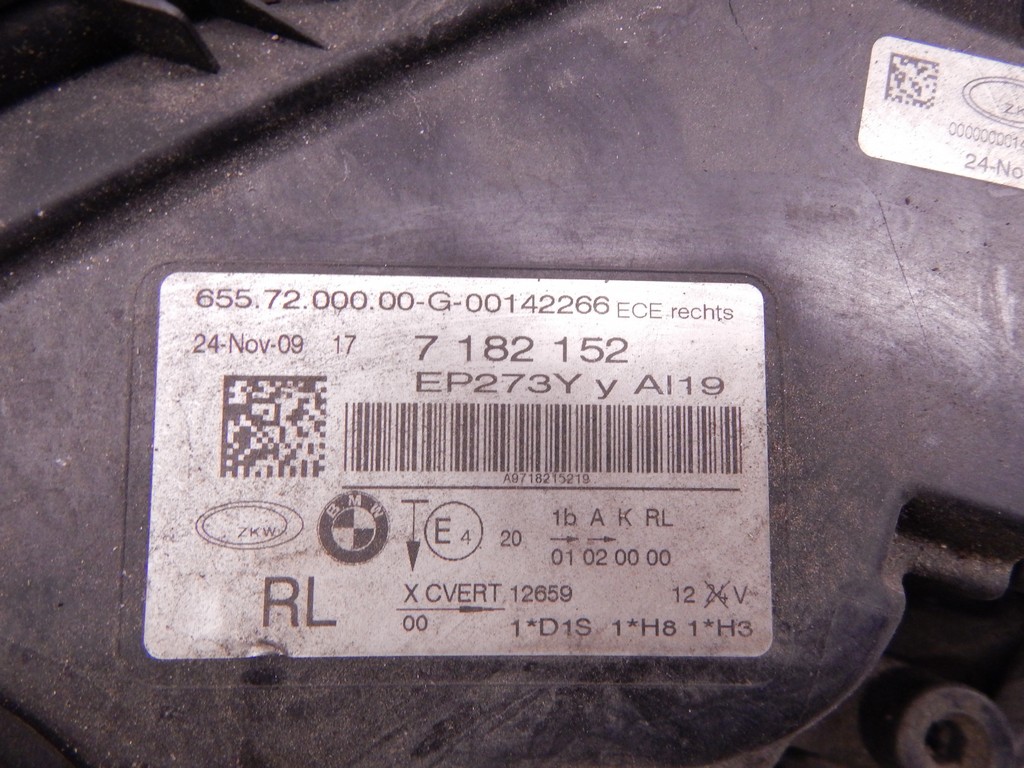 655.72.000.00-G-00142266 ECE rechts
24-Nov-09 17 7 182 152
EP273Y y AI19
A9718215219
ZKW BMW E4 20 1b A K RL
01 02 00 00
RL X CVERT 12659 12 24 V
00 1*D1S 1*H8 1*H3